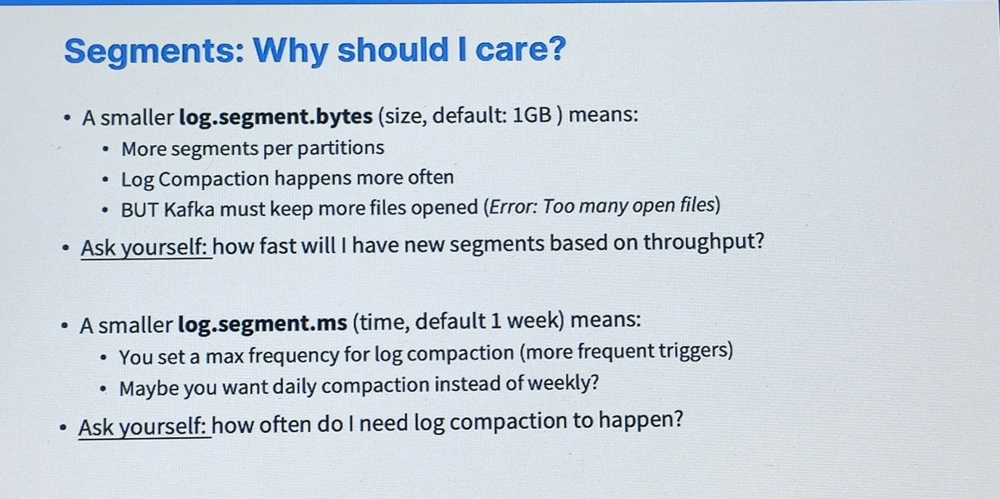 Segments: Why should I care?
• A smaller log.segment.bytes (size, default: 1GB ) means:
• More segments per partitions
• Log Compaction happens more often
• BUT Kafka must keep more files opened (Error: Too many open files)
• Ask yourself: how fast will I have new segments based on throughput?
• A smaller log.segment.ms (time, default 1 week) means:
• You set a max frequency for log compaction (more frequent triggers)
• Maybe you want daily compaction instead of weekly?
• Ask yourself: how often do I need log compaction to happen?